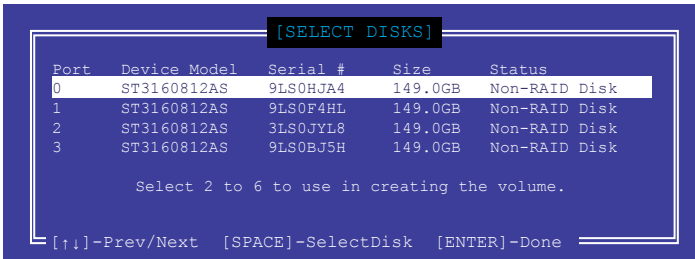 [SELECT DISKS]
Port Device Model Serial # Size Status
0 ST3160812AS 9LS0HJA4 149.0GB Non-RAID Disk
1 ST3160812AS 9LS0F4HL 149.0GB Non-RAID Disk
2 ST3160812AS 3LS0JYL8 149.0GB Non-RAID Disk
3 ST3160812AS 9LS0BJ5H 149.0GB Non-RAID Disk
Select 2 to 6 to use in creating the volume.
[↑↓]-Prev/Next [SPACE]-SelectDisk [ENTER]-Done